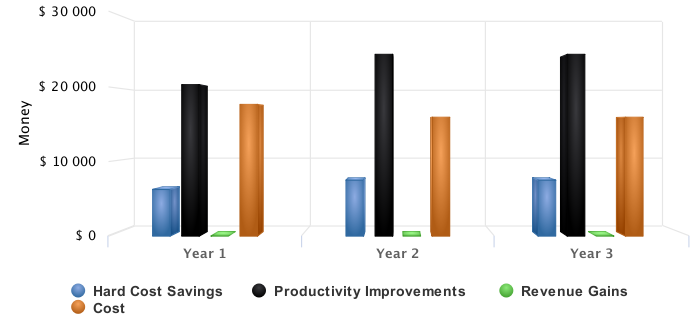 $ 30 000
$ 20 000
$ 10 000
$ 0
Money
Year 1
Year 2
Year 3
Hard Cost Savings
Productivity Improvements
Revenue Gains
Cost